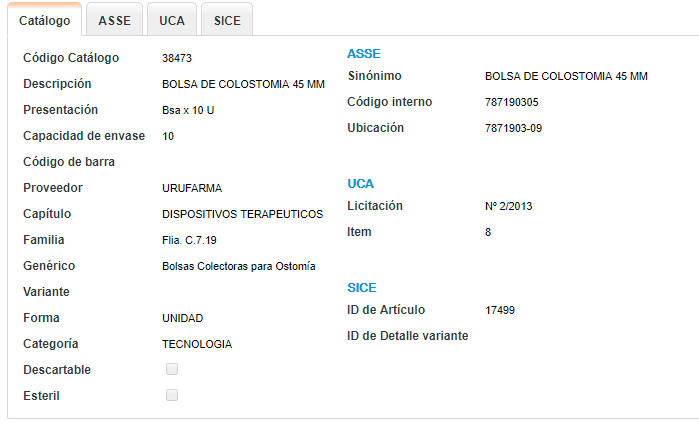 Catálogo ASSE UCA SICE
Código Catálogo 38473
Descripción BOLSA DE COLOSTOMIA 45 MM
Presentación Bsa x 10 U
Capacidad de envase 10
Código de barra
Proveedor URUFARMA
Capítulo DISPOSITIVOS TERAPEUTICOS
Familia Flia. C.7.19
Genérico Bolsas Colectoras para Ostomía
Variante
Forma UNIDAD
Categoría TECNOLOGIA
Descartable
Esteril
ASSE
Sinónimo BOLSA DE COLOSTOMIA 45 MM
Código interno 787190305
Ubicación 7871903-09
UCA
Licitación Nº 2/2013
Item 8
SICE
ID de Artículo 17499
ID de Detalle variante